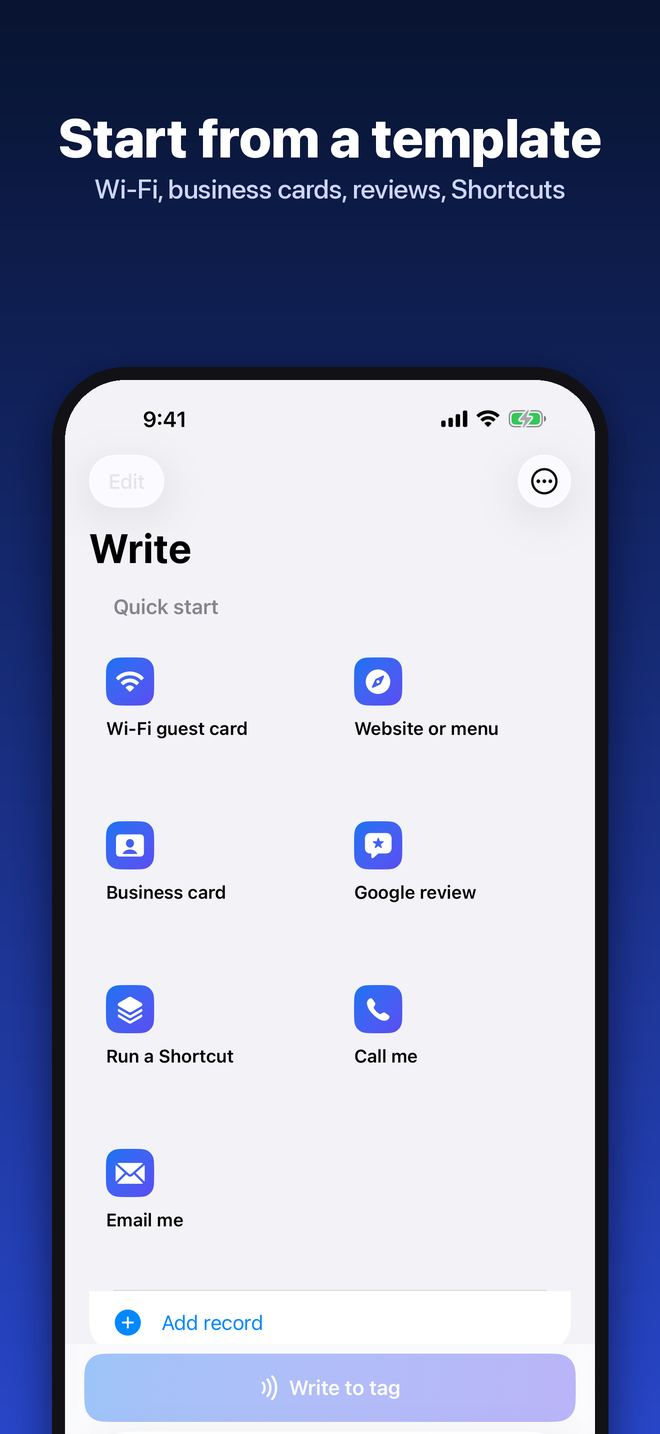 Start from a template
Wi-Fi, business cards, reviews, Shortcuts
9:41
Edit
Write
Quick start
Wi-Fi guest card
Website or menu
Business card
Google review
Run a Shortcut
Call me
Email me
Add record
Write to tag